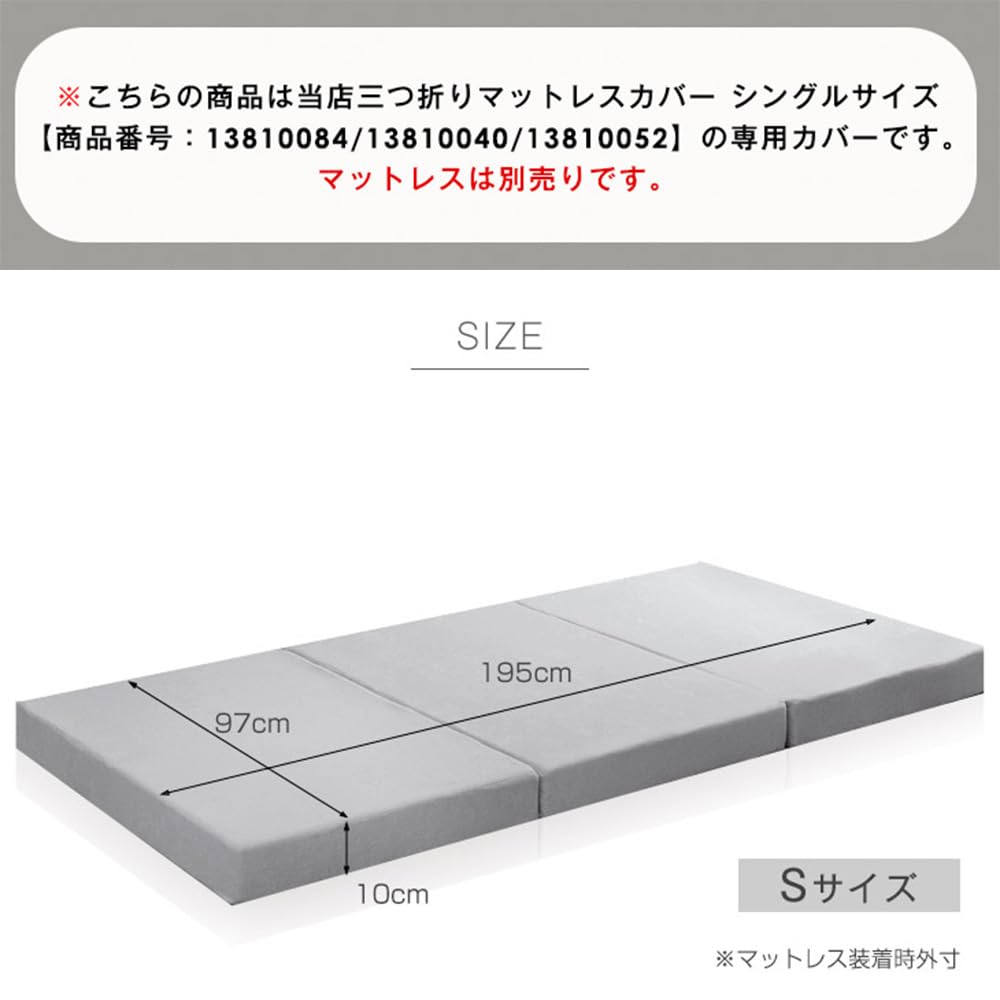 ※こちらの商品は当店三つ折りマットレスカバー シングルサイズ
【商品番号：13810084/13810040/13810052】の専用カバーです。
マットレスは別売りです。
SIZE
195cm
97cm
10cm
Sサイズ
※マットレス装着時外寸